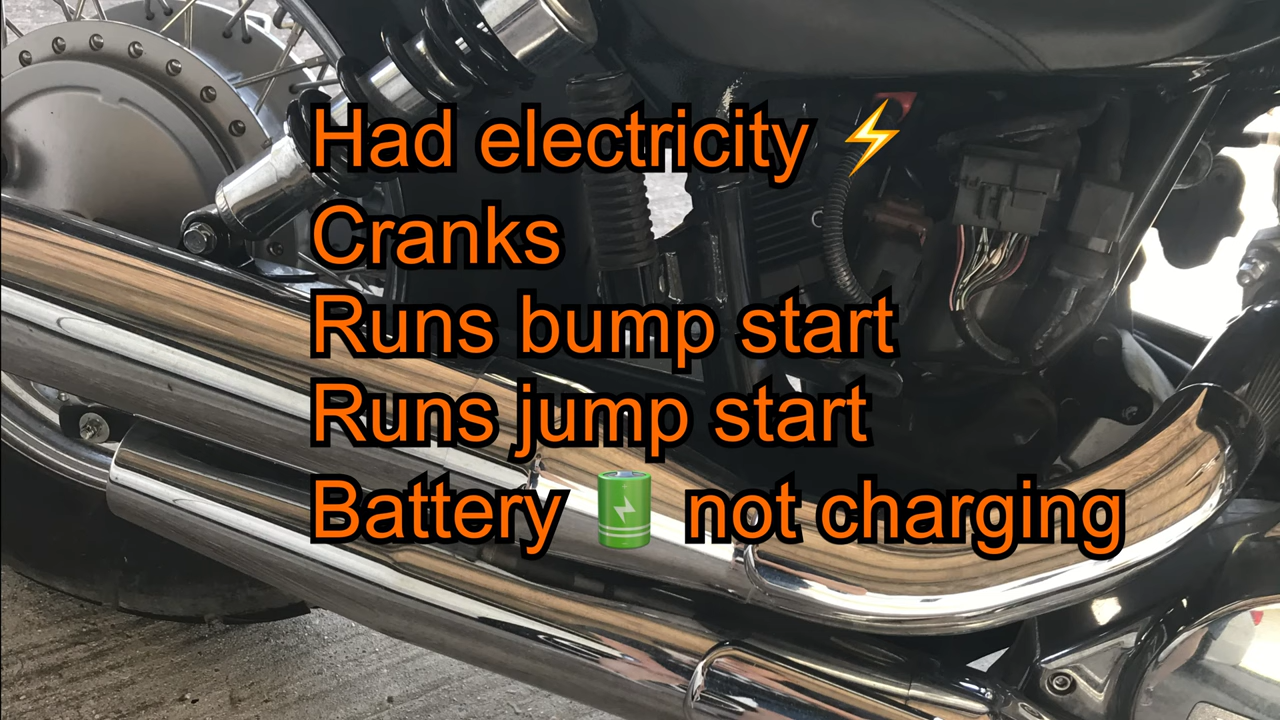 Had electricity ⚡
Cranks
Runs bump start
Runs jump start
Battery 🔋 not charging